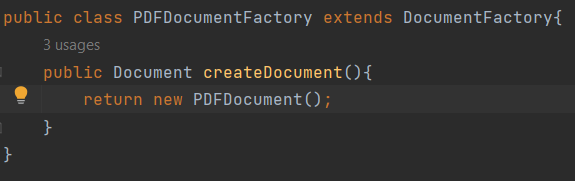 public class PDFDocumentFactory extends DocumentFactory{
3 usages
public Document createDocument(){
return new PDFDocument();
}
}